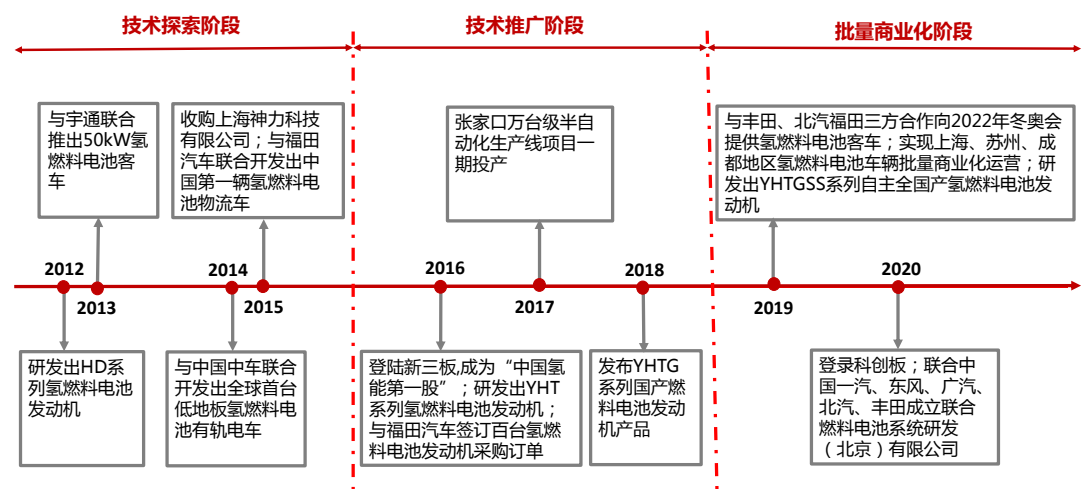 技术探索阶段
技术推广阶段
批量商业化阶段
与宇通联合
推出50kW氢
燃料电池客
车
收购上海神力科技
有限公司；与福田
汽车联合开发出中
国第一辆氢燃料电
池物流车
张家口万台级半自
动化生产线项目一
期投产
与丰田、北汽福田三方合作向2022年冬奥会
提供氢燃料电池客车；实现上海、苏州、成
都地区氢燃料电池车辆批量商业化运营；研
发出YHTGSS系列自主全国产氢燃料电池发
动机
2012
2013
2014
2015
2016
2017
2018
2019
2020
研发出HD系
列氢燃料电池
发动机
与中国中车联合
开发出全球首台
低地板氢燃料电
池有轨电车
登陆新三板,成为“中国氢
能第一股”；研发出YHT
系列氢燃料电池发动机；
与福田汽车签订百台氢燃
料电池发动机采购订单
发布YHTG
系列国产燃
料电池发动
机产品
登录科创板；联合中
国一汽、东风、广汽、
北汽、丰田成立联合
燃料电池系统研发
（北京）有限公司